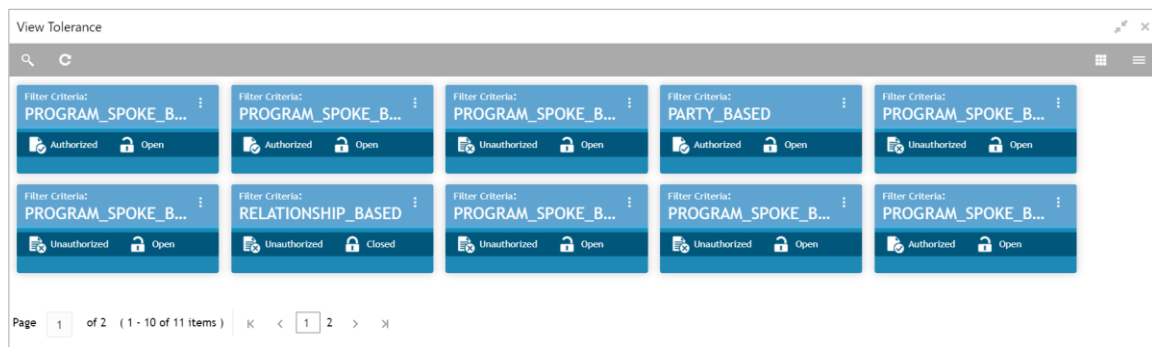 View Tolerance
Filter Criteria: Filter Criteria: Filter Criteria: Filter Criteria: Filter Criteria:
PROGRAM_SPOKE_B... PROGRAM_SPOKE_B... PROGRAM_SPOKE_B... PARTY_BASED PROGRAM_SPOKE_B...
Authorized Open Authorized Open Unauthorized Open Authorized Open Unauthorized Open
Filter Criteria: Filter Criteria: Filter Criteria: Filter Criteria: Filter Criteria:
PROGRAM_SPOKE_B... RELATIONSHIP_BASED PROGRAM_SPOKE_B... PROGRAM_SPOKE_B... PROGRAM_SPOKE_B...
Unauthorized Open Unauthorized Closed Unauthorized Open Unauthorized Open Authorized Open
Page 1 of 2 ( 1 - 10 of 11 items ) 1 2